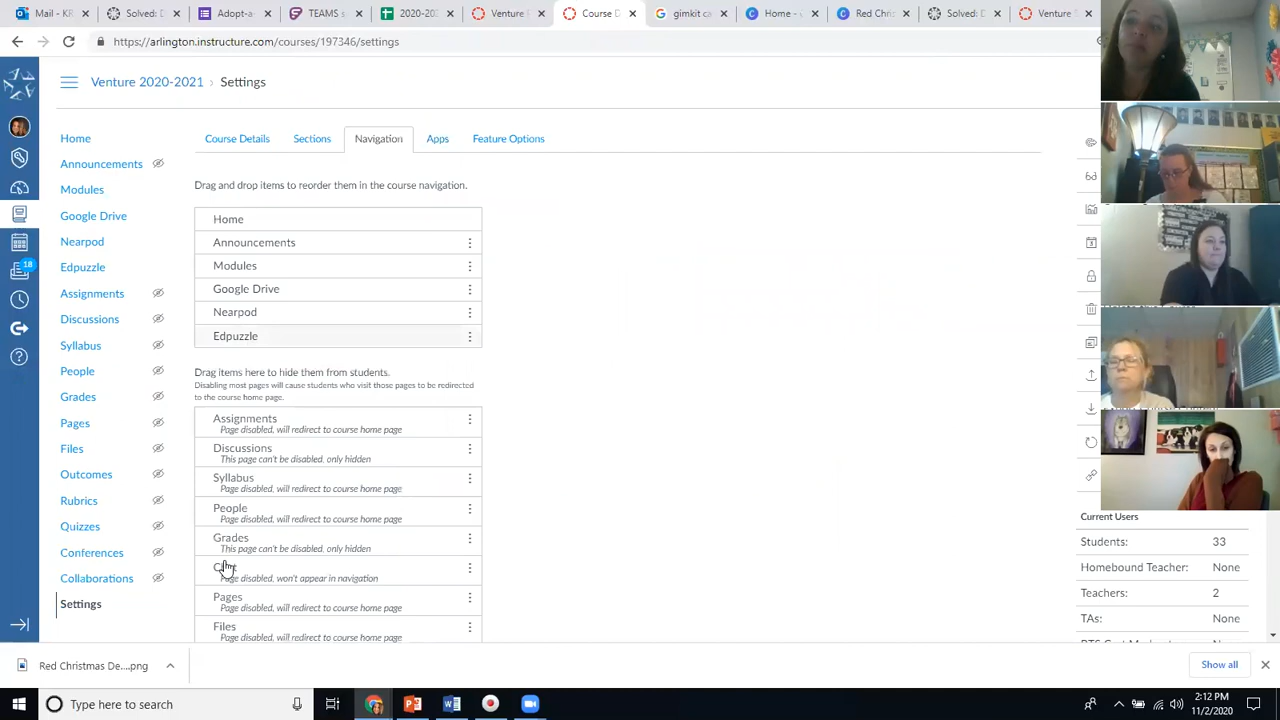 Mail - KR
Solved: D
Amazing
TEAMS
2020-202
Venture
Course D
gimkit ca
Home -
Red Chris
Solved: D
Venture
https://arlington.instructure.com/courses/197346/settings
Venture 2020-2021 › Settings
Home
Announcements
Modules
Google Drive
Nearpod
Edpuzzle
Assignments
Discussions
Syllabus
People
Grades
Pages
Files
Outcomes
Rubrics
Quizzes
Conferences
Collaborations
Settings
18
Course Details
Sections
Navigation
Apps
Feature Options
Drag and drop items to reorder them in the course navigation.
Home
Announcements
Modules
Google Drive
Nearpod
Edpuzzle
Drag items here to hide them from students.
Disabling most pages will cause students who visit those pages to be redirected
to the course home page.
Assignments
Page disabled, will redirect to course home page
Discussions
This page can't be disabled, only hidden
Syllabus
Page disabled, will redirect to course home page
People
Page disabled, will redirect to course home page
Grades
This page can't be disabled, only hidden
Page disabled, won't appear in navigation
Pages
Page disabled, will redirect to course home page
Files
Page disabled, will redirect to course home page
Current Users
Students: 33
Homebound Teacher: None
Teachers: 2
TAs: None
Red Christmas De....png
Show all
Type here to search
2:12 PM
11/2/2020